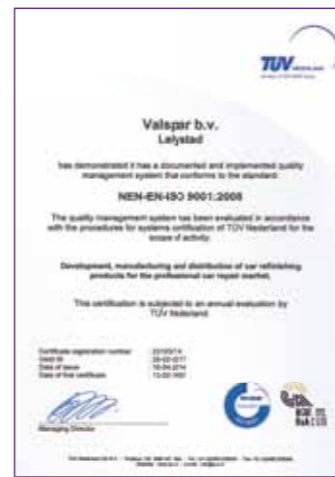 TÜV NEDERLAND
Valspar b.v.
Lelystad
has demonstrated it has a documented and implemented quality
management system that conforms to the standard:
NEN-EN-ISO 9001:2008
The quality management system has been evaluated in accordance
with the procedures for systems certification of TÜV Nederland for the
scope of activity:
Development, manufacturing and distribution of car refinishing
products for the professional car repair market.
This certification is subjected to an annual evaluation by
TÜV Nederland.
Certificate registration number
Valid till
Date of issue
Date of first certificate
Managing Director